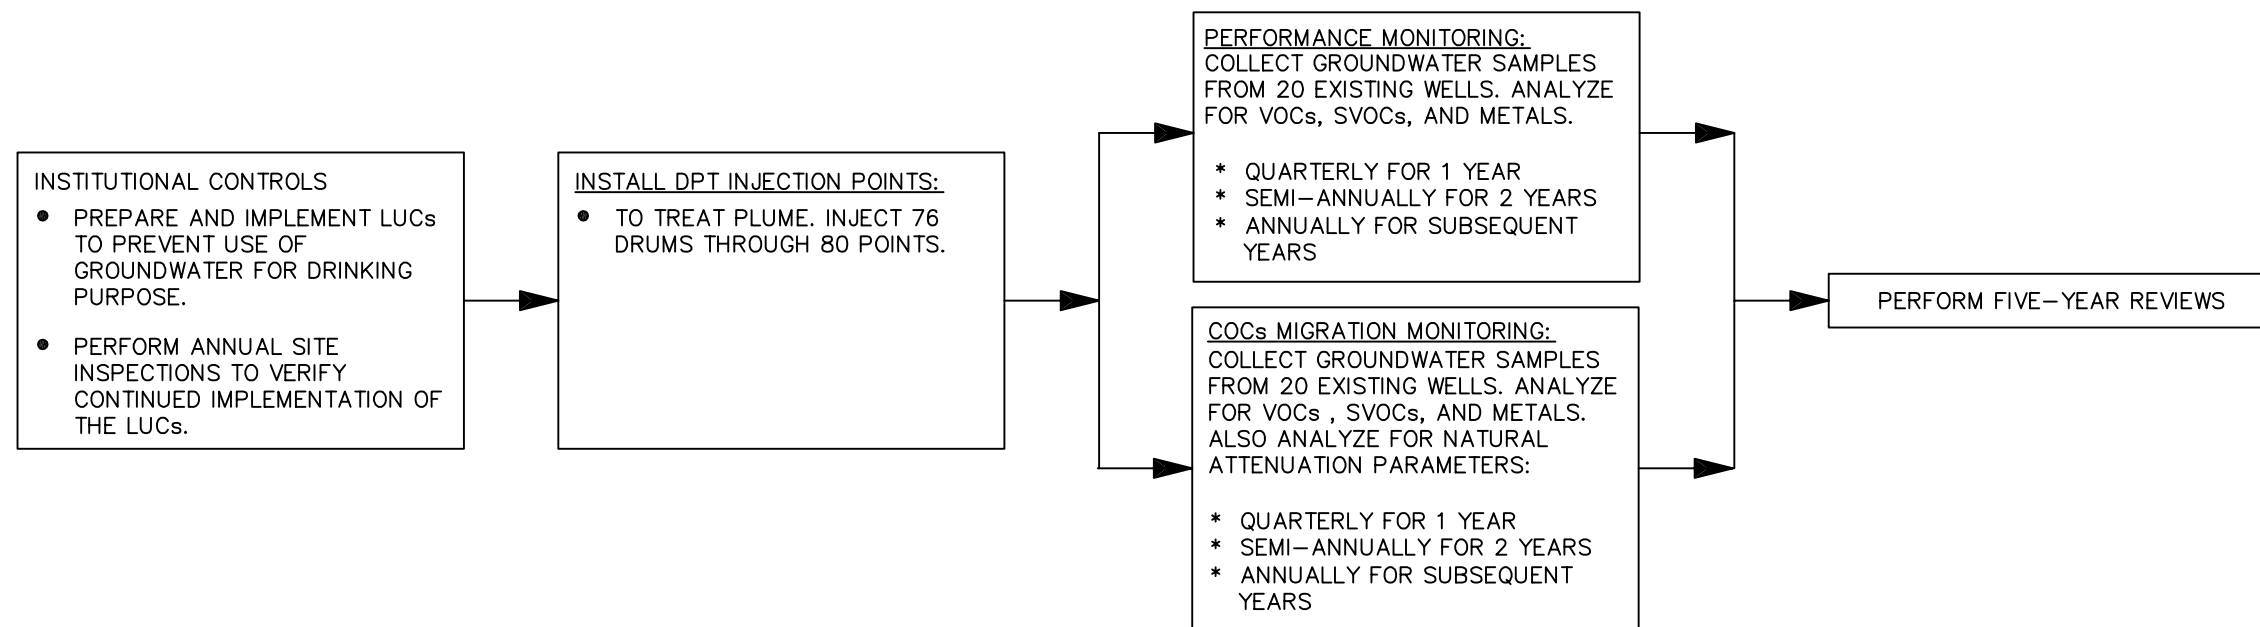 INSTITUTIONAL CONTROLS
● PREPARE AND IMPLEMENT LUCs
TO PREVENT USE OF
GROUNDWATER FOR DRINKING
PURPOSE.
● PERFORM ANNUAL SITE
INSPECTIONS TO VERIFY
CONTINUED IMPLEMENTATION OF
THE LUCs.
INSTALL DPT INJECTION POINTS:
● TO TREAT PLUME. INJECT 76
DRUMS THROUGH 80 POINTS.
PERFORMANCE MONITORING:
COLLECT GROUNDWATER SAMPLES
FROM 20 EXISTING WELLS. ANALYZE
FOR VOCs, SVOCs, AND METALS.
* QUARTERLY FOR 1 YEAR
* SEMI-ANNUALLY FOR 2 YEARS
* ANNUALLY FOR SUBSEQUENT
YEARS
COCs MIGRATION MONITORING:
COLLECT GROUNDWATER SAMPLES
FROM 20 EXISTING WELLS. ANALYZE
FOR VOCs , SVOCs, AND METALS.
ALSO ANALYZE FOR NATURAL
ATTENUATION PARAMETERS:
* QUARTERLY FOR 1 YEAR
* SEMI-ANNUALLY FOR 2 YEARS
* ANNUALLY FOR SUBSEQUENT
YEARS
PERFORM FIVE-YEAR REVIEWS